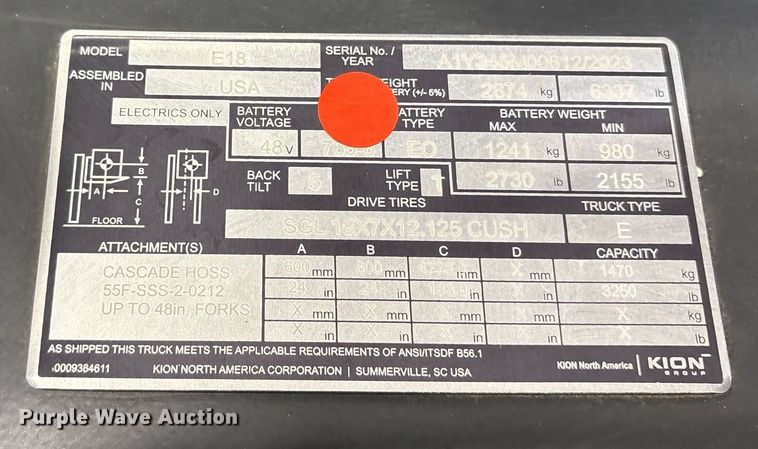 MODEL E18 SERIAL No./ YEAR
ASSEMBLED IN USA 2874 kg 6337 lb
ELECTRICS ONLY BATTERY VOLTAGE 48 V BATTERY WEIGHT
MAX MIN
TYPE EO 1241 kg 980 kg
2730 lb 2155 lb
BACK TILT 5 LIFT TYPE T
DRIVE TIRES TRUCK TYPE
SGL 18X7X12.125 CUSH E
A B C D
FLOOR
ATTACHMENT(S) A B C D CAPACITY
CASCADE HOSS 600 mm 600 mm mm X mm 1470 kg
55F-SSS-2-0212 24 in 24 in in X in 3250 lb
UP TO 48in, FORKS X mm X mm X mm X mm X kg
X in X in X in X in X lb
AS SHIPPED THIS TRUCK MEETS THE APPLICABLE REQUIREMENTS OF ANSI/ITSDF B56.1
0009384611 KION NORTH AMERICA CORPORATION | SUMMERVILLE, SC USA
KION North America | KION GROUP
Purple Wave Auction